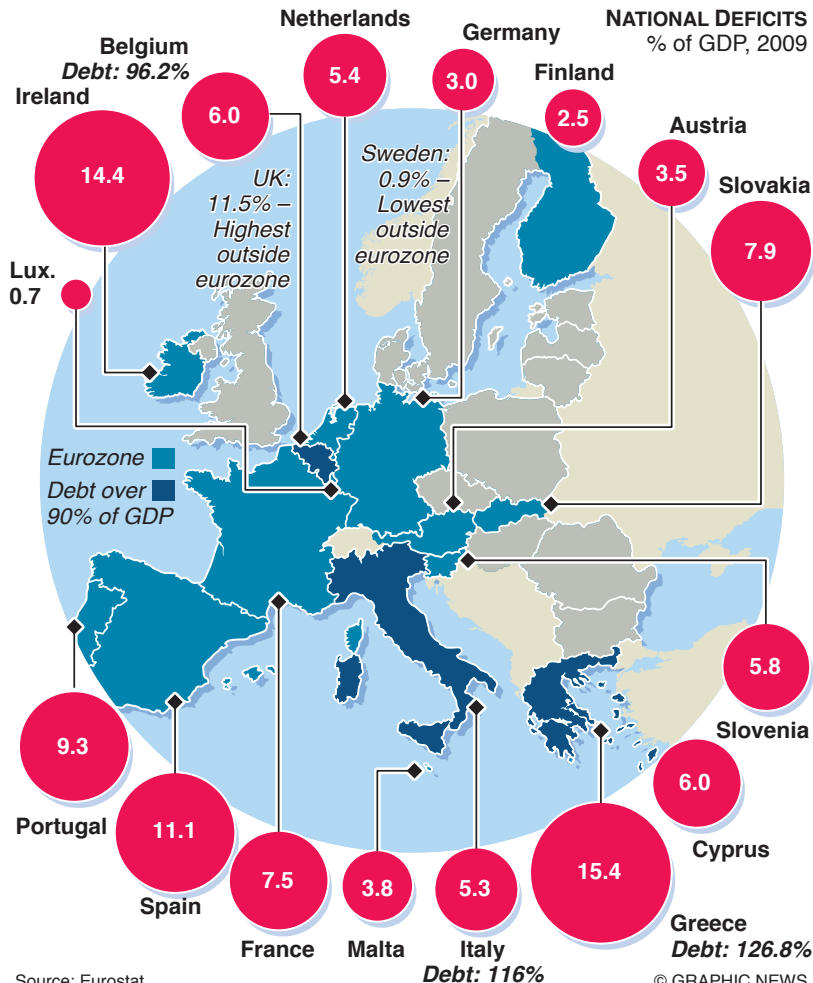 NATIONAL DEFICITS
% of GDP, 2009
Netherlands
5.4
Germany
3.0
Belgium
Debt: 96.2%
6.0
Finland
2.5
Ireland
14.4
Austria
3.5
Slovakia
7.9
UK:
11.5% –
Highest
outside
eurozone
Sweden:
0.9% –
Lowest
outside
eurozone
Lux.
0.7
Eurozone
Debt over
90% of GDP
5.8
Slovenia
9.3
Portugal
11.1
Spain
7.5
France
3.8
Malta
5.3
Italy
Debt: 116%
15.4
Greece
Debt: 126.8%
6.0
Cyprus
Source: Eurostat
© GRAPHIC NEWS